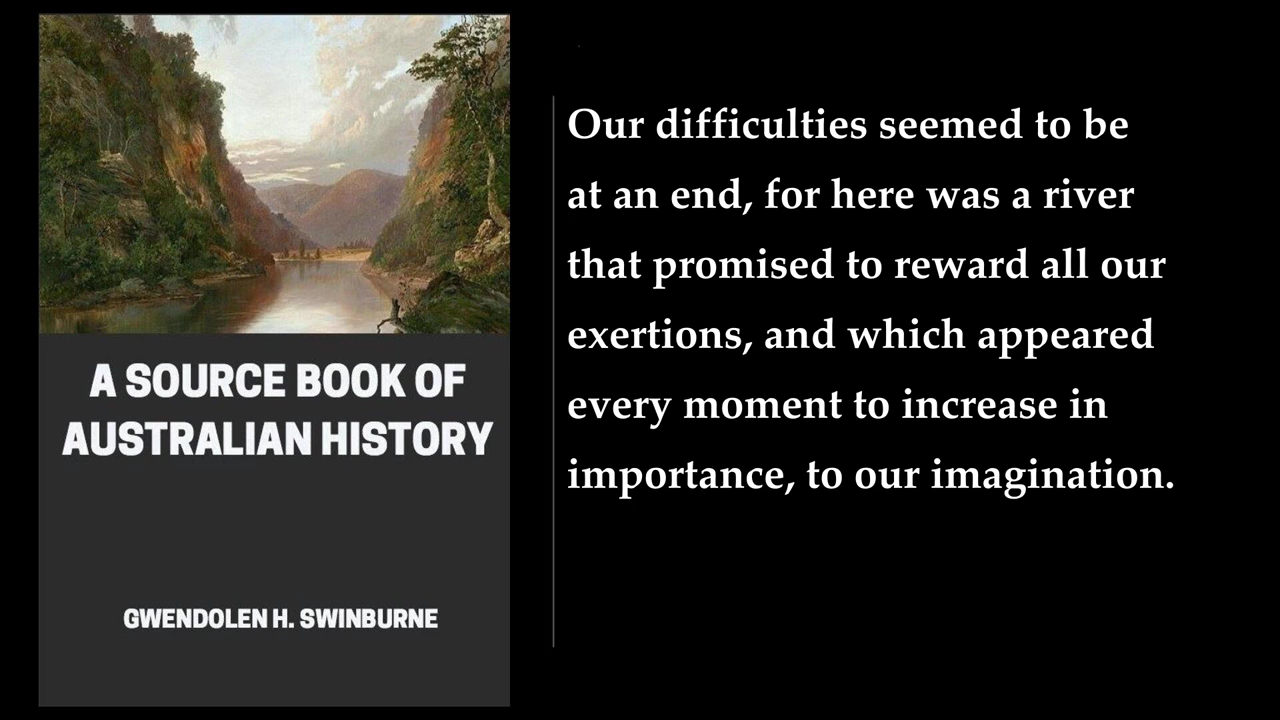 A SOURCE BOOK OF
AUSTRALIAN HISTORY
GWENDOLEN H. SWINBURNE
Our difficulties seemed to be
at an end, for here was a river
that promised to reward all our
exertions, and which appeared
every moment to increase in
importance, to our imagination.